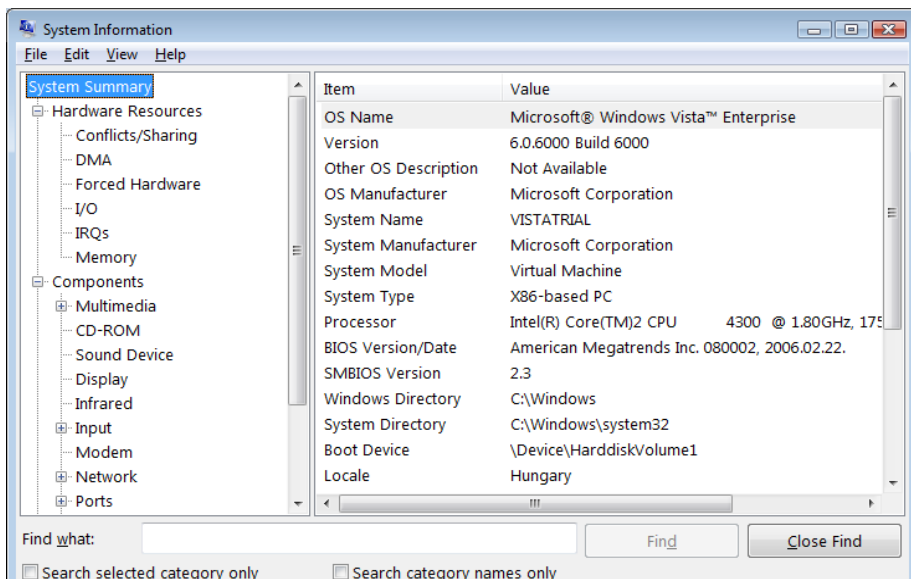 System Information
File Edit View Help
System Summary
Hardware Resources
Conflicts/Sharing
DMA
Forced Hardware
I/O
IRQs
Memory
Components
Multimedia
CD-ROM
Sound Device
Display
Infrared
Input
Modem
Network
Ports
Item Value
OS Name Microsoft® Windows Vista™ Enterprise
Version 6.0.6000 Build 6000
Other OS Description Not Available
OS Manufacturer Microsoft Corporation
System Name VISTATRIAL
System Manufacturer Microsoft Corporation
System Model Virtual Machine
System Type X86-based PC
Processor Intel(R) Core(TM)2 CPU 4300 @ 1.80GHz, 175
BIOS Version/Date American Megatrends Inc. 080002, 2006.02.22.
SMBIOS Version 2.3
Windows Directory C:\Windows
System Directory C:\Windows\system32
Boot Device \Device\HarddiskVolume1
Locale Hungary
Find what: Find Close Find
Search selected category only Search category names only